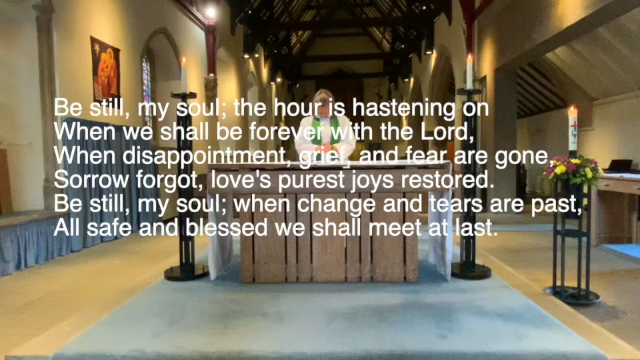 Be still, my soul; the hour is hastening on
When we shall be forever with the Lord,
When disappointment, grief, and fear are gone,
Sorrow forgot, love's purest joys restored.
Be still, my soul; when change and tears are past,
All safe and blessed we shall meet at last.